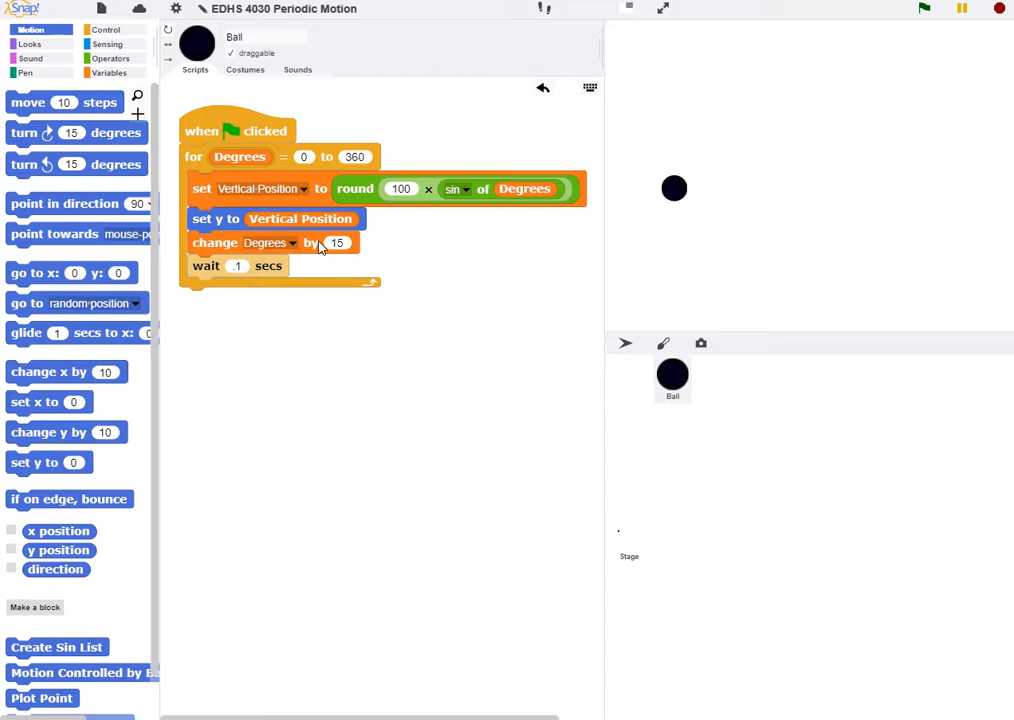 Snap! EDHS 4030 Periodic Motion
Motion Control
Looks Sensing
Sound Operators
Pen Variables
Ball
draggable
Scripts Costumes Sounds
move 10 steps
turn 15 degrees
turn 15 degrees
point in direction 90
point towards mouse-p
go to x: 0 y: 0
go to random position
glide 1 secs to x: 0
change x by 10
set x to 0
change y by 10
set y to 0
if on edge, bounce
x position
y position
direction
Make a block
Create Sin List
Motion Controlled by
Plot Point
when clicked
for Degrees = 0 to 360
set Vertical Position to round 100 × sin of Degrees
set y to Vertical Position
change Degrees by 15
wait .1 secs
Ball
Stage